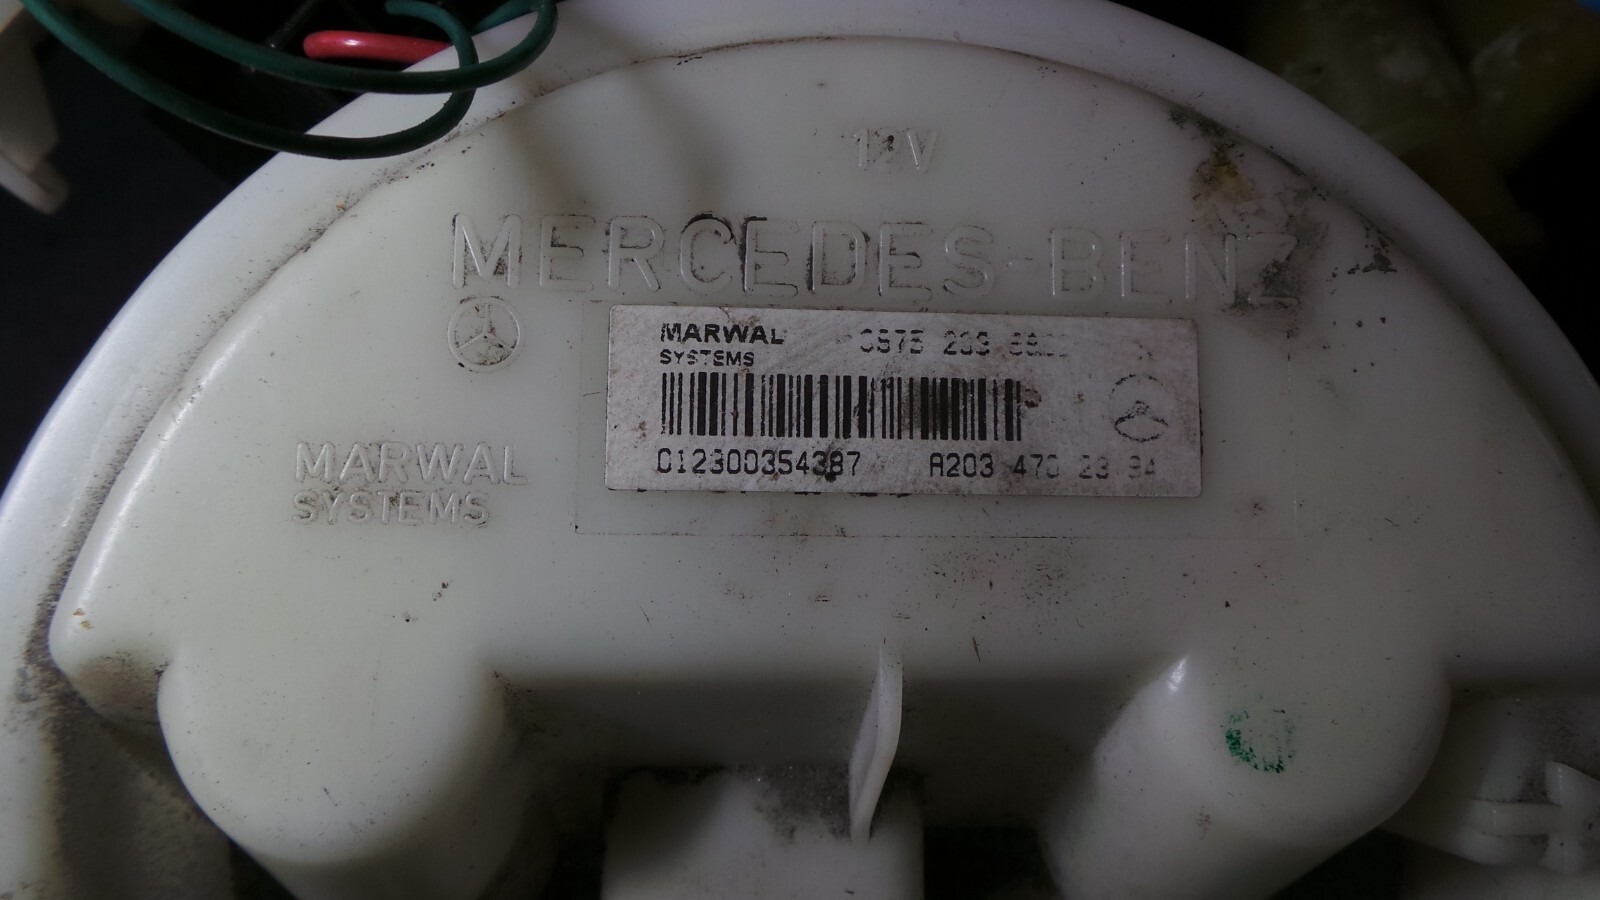 12V
MERCEDES-BENZ
MARWAL
SYSTEMS
MARWAL
SYSTEMS
012300354387 A203 470 23 94